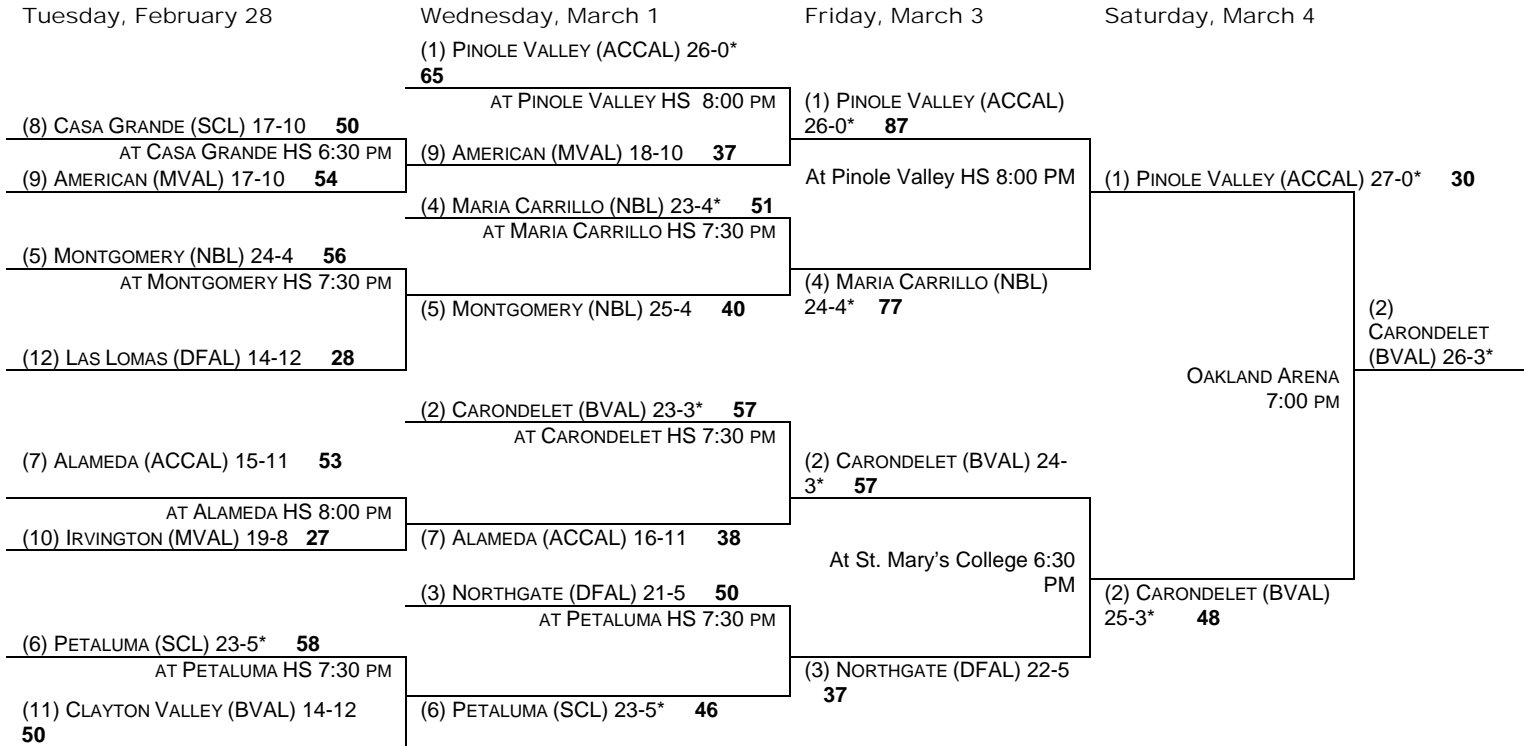 Tuesday, February 28
Wednesday, March 1
Friday, March 3
Saturday, March 4
(1) PINOLE VALLEY (ACCAL) 26-0*
65
AT PINOLE VALLEY HS 8:00 PM
(1) PINOLE VALLEY (ACCAL)
26-0* 87
(8) CASA GRANDE (SCL) 17-10 50
AT CASA GRANDE HS 6:30 PM
(9) AMERICAN (MVAL) 18-10 37
(9) AMERICAN (MVAL) 17-10 54
At Pinole Valley HS 8:00 PM
(1) PINOLE VALLEY (ACCAL) 27-0* 30
(4) MARIA CARRILLO (NBL) 23-4* 51
AT MARIA CARRILLO HS 7:30 PM
(5) MONTGOMERY (NBL) 24-4 56
AT MONTGOMERY HS 7:30 PM
(4) MARIA CARRILLO (NBL)
24-4* 77
(5) MONTGOMERY (NBL) 25-4 40
(2)
CARONDELET
(BVAL) 26-3*
(12) LAS LOMAS (DFAL) 14-12 28
OAKLAND ARENA
7:00 PM
(2) CARONDELET (BVAL) 23-3* 57
AT CARONDELET HS 7:30 PM
(7) ALAMEDA (ACCAL) 15-11 53
(2) CARONDELET (BVAL) 24-
3* 57
AT ALAMEDA HS 8:00 PM
(10) IRVINGTON (MVAL) 19-8 27
(7) ALAMEDA (ACCAL) 16-11 38
At St. Mary's College 6:30
PM
(3) NORTHGATE (DFAL) 21-5 50
AT PETALUMA HS 7:30 PM
(2) CARONDELET (BVAL)
25-3* 48
(6) PETALUMA (SCL) 23-5* 58
AT PETALUMA HS 7:30 PM
(3) NORTHGATE (DFAL) 22-5
37
(11) CLAYTON VALLEY (BVAL) 14-12
50
(6) PETALUMA (SCL) 23-5* 46